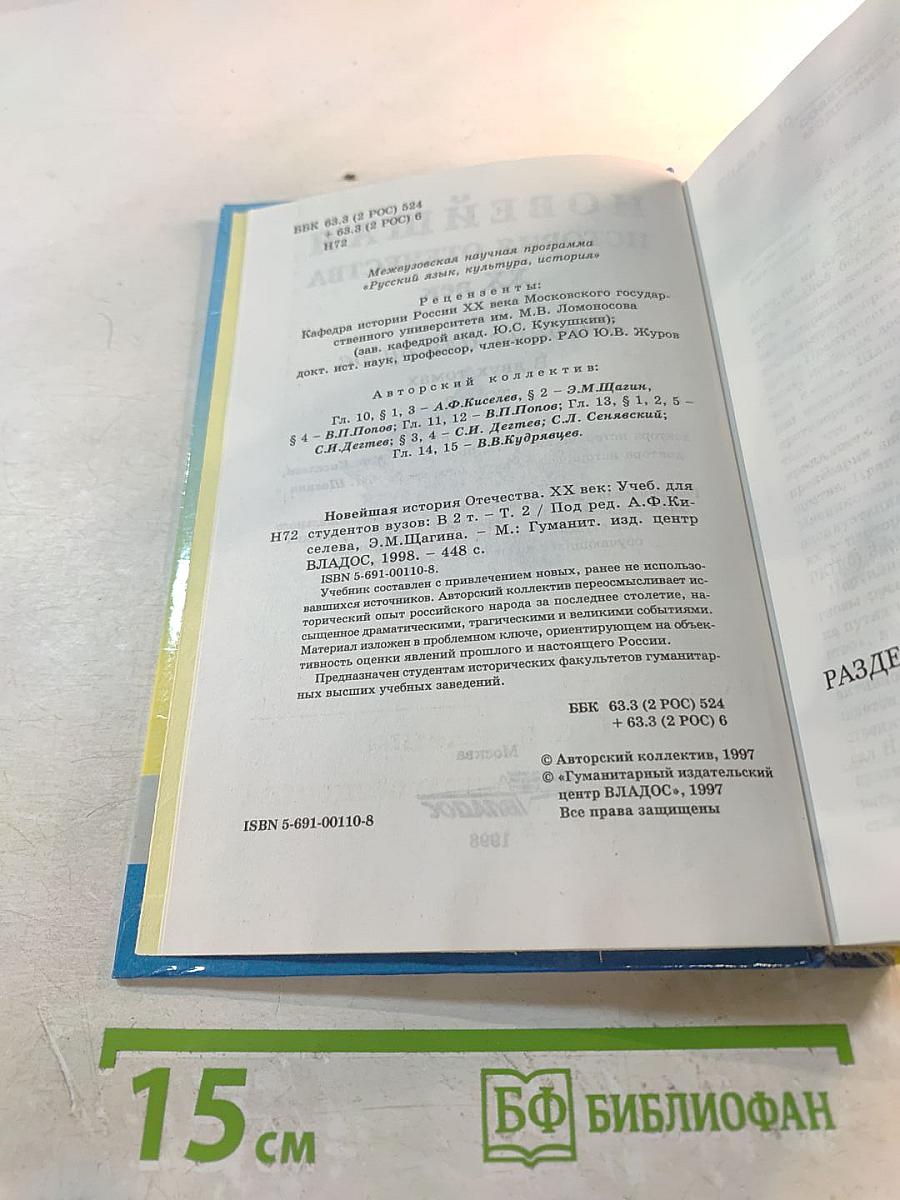 ББК 63.3 (2 РОС) 524
+ 63.3 (2 РОС) 6
Н72
Межвузовская научная программа
«Русский язык, культура, история»
Рецензенты:
Кафедра истории России XX века Московского государ-
ственного университета им. М.В. Ломоносова
(зав. кафедрой акад. Ю.С. Кукушкин);
докт. ист. наук, профессор, член-корр. РАО Ю.В. Журов
Авторский коллектив:
Гл. 10, § 1, 3 – А.Ф.Киселев, § 2 – Э.М.Щагин,
§ 4 – В.П.Попов; Гл. 11, 12 – В.П.Попов; Гл. 13, § 1, 2, 5 –
С.И.Дегтев; § 3, 4 – С.И. Дегтев; С.Л. Сенявский;
Гл. 14, 15 – В.В.Кудрявцев.
Новейшая история Отечества. XX век: Учеб. для
Н72 студентов вузов: В 2 т. – Т. 2 / Под ред. А.Ф.Ки-
селева, Э.М.Щагина. – М.: Гуманит. изд. центр
ВЛАДОС, 1998. – 448 с.
ISBN 5-691-00110-8.
Учебник составлен с привлечением новых, ранее не использо-
вавшихся источников. Авторский коллектив переосмысливает ис-
торический опыт российского народа за последнее столетие, на-
сыщенное драматическими, трагическими и великими событиями.
Материал изложен в проблемном ключе, ориентирующем на объек-
тивность оценки явлений прошлого и настоящего России.
Предназначен студентам исторических факультетов гуманитар-
ных высших учебных заведений.
ББК 63.3 (2 РОС) 524
+ 63.3 (2 РОС) 6
© Авторский коллектив, 1997
© «Гуманитарный издательский
центр ВЛАДОС», 1997
Все права защищены
ISBN 5-691-00110-8
РАЗДЕ
15 см
БФ БИБЛИОФАН